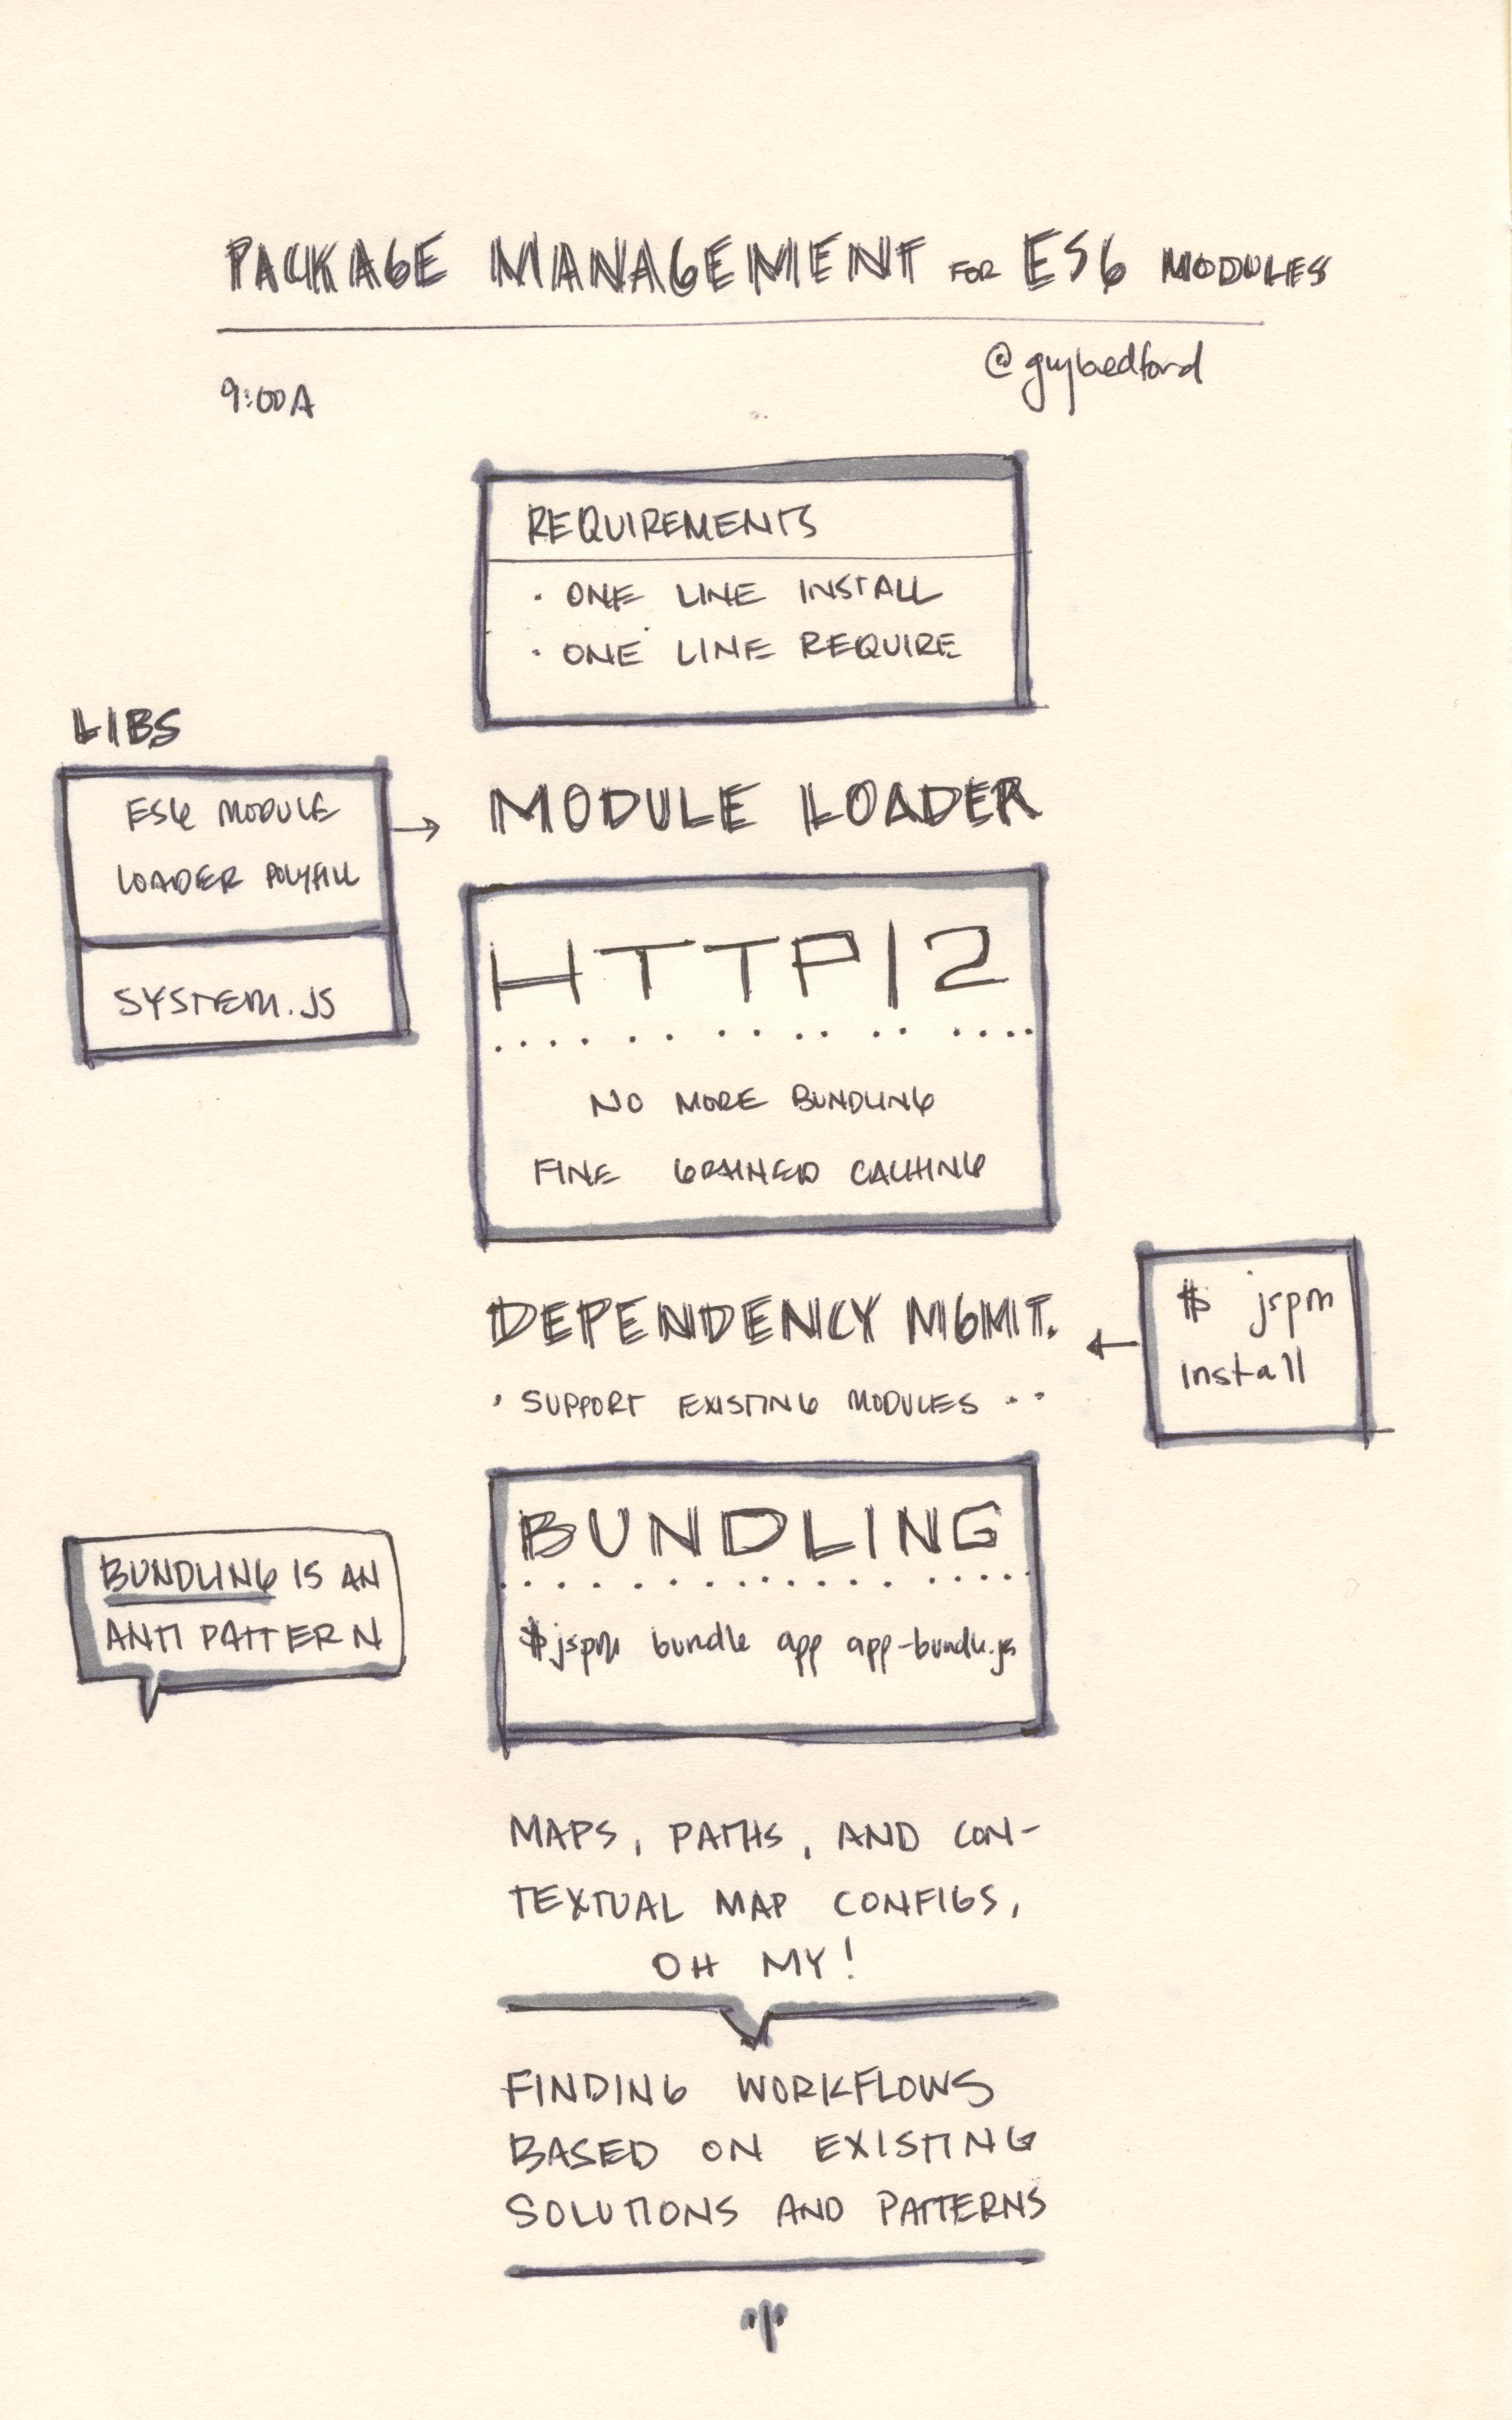 PACKAGE MANAGEMENT FOR ES6 MODULES
@guybedford
9:00A
REQUIREMENTS
· ONE LINE INSTALL
· ONE LINE REQUIRE
LIBS
ES6 MODULE
LOADER POLYFILL
SYSTEM.JS
MODULE LOADER
HTTP/2
NO MORE BUNDLING
FINE GRAINED CACHING
DEPENDENCY MGMT.
· SUPPORT EXISTING MODULES ··
$ jspm
install
BUNDLING
$jspm bundle app app-bundle.js
BUNDLING IS AN
ANTI PATTERN
MAPS, PATHS, AND CON-
TEXTUAL MAP CONFIGS,
OH MY!
FINDING WORKFLOWS
BASED ON EXISTING
SOLUTIONS AND PATTERNS